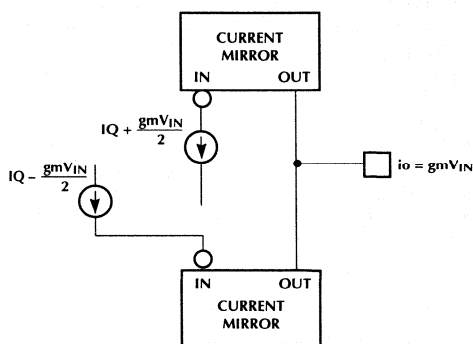 CURRENT
MIRROR
IN OUT
IQ + gmVIN/2
IQ – gmVIN/2
io = gmVIN
IN OUT
CURRENT
MIRROR